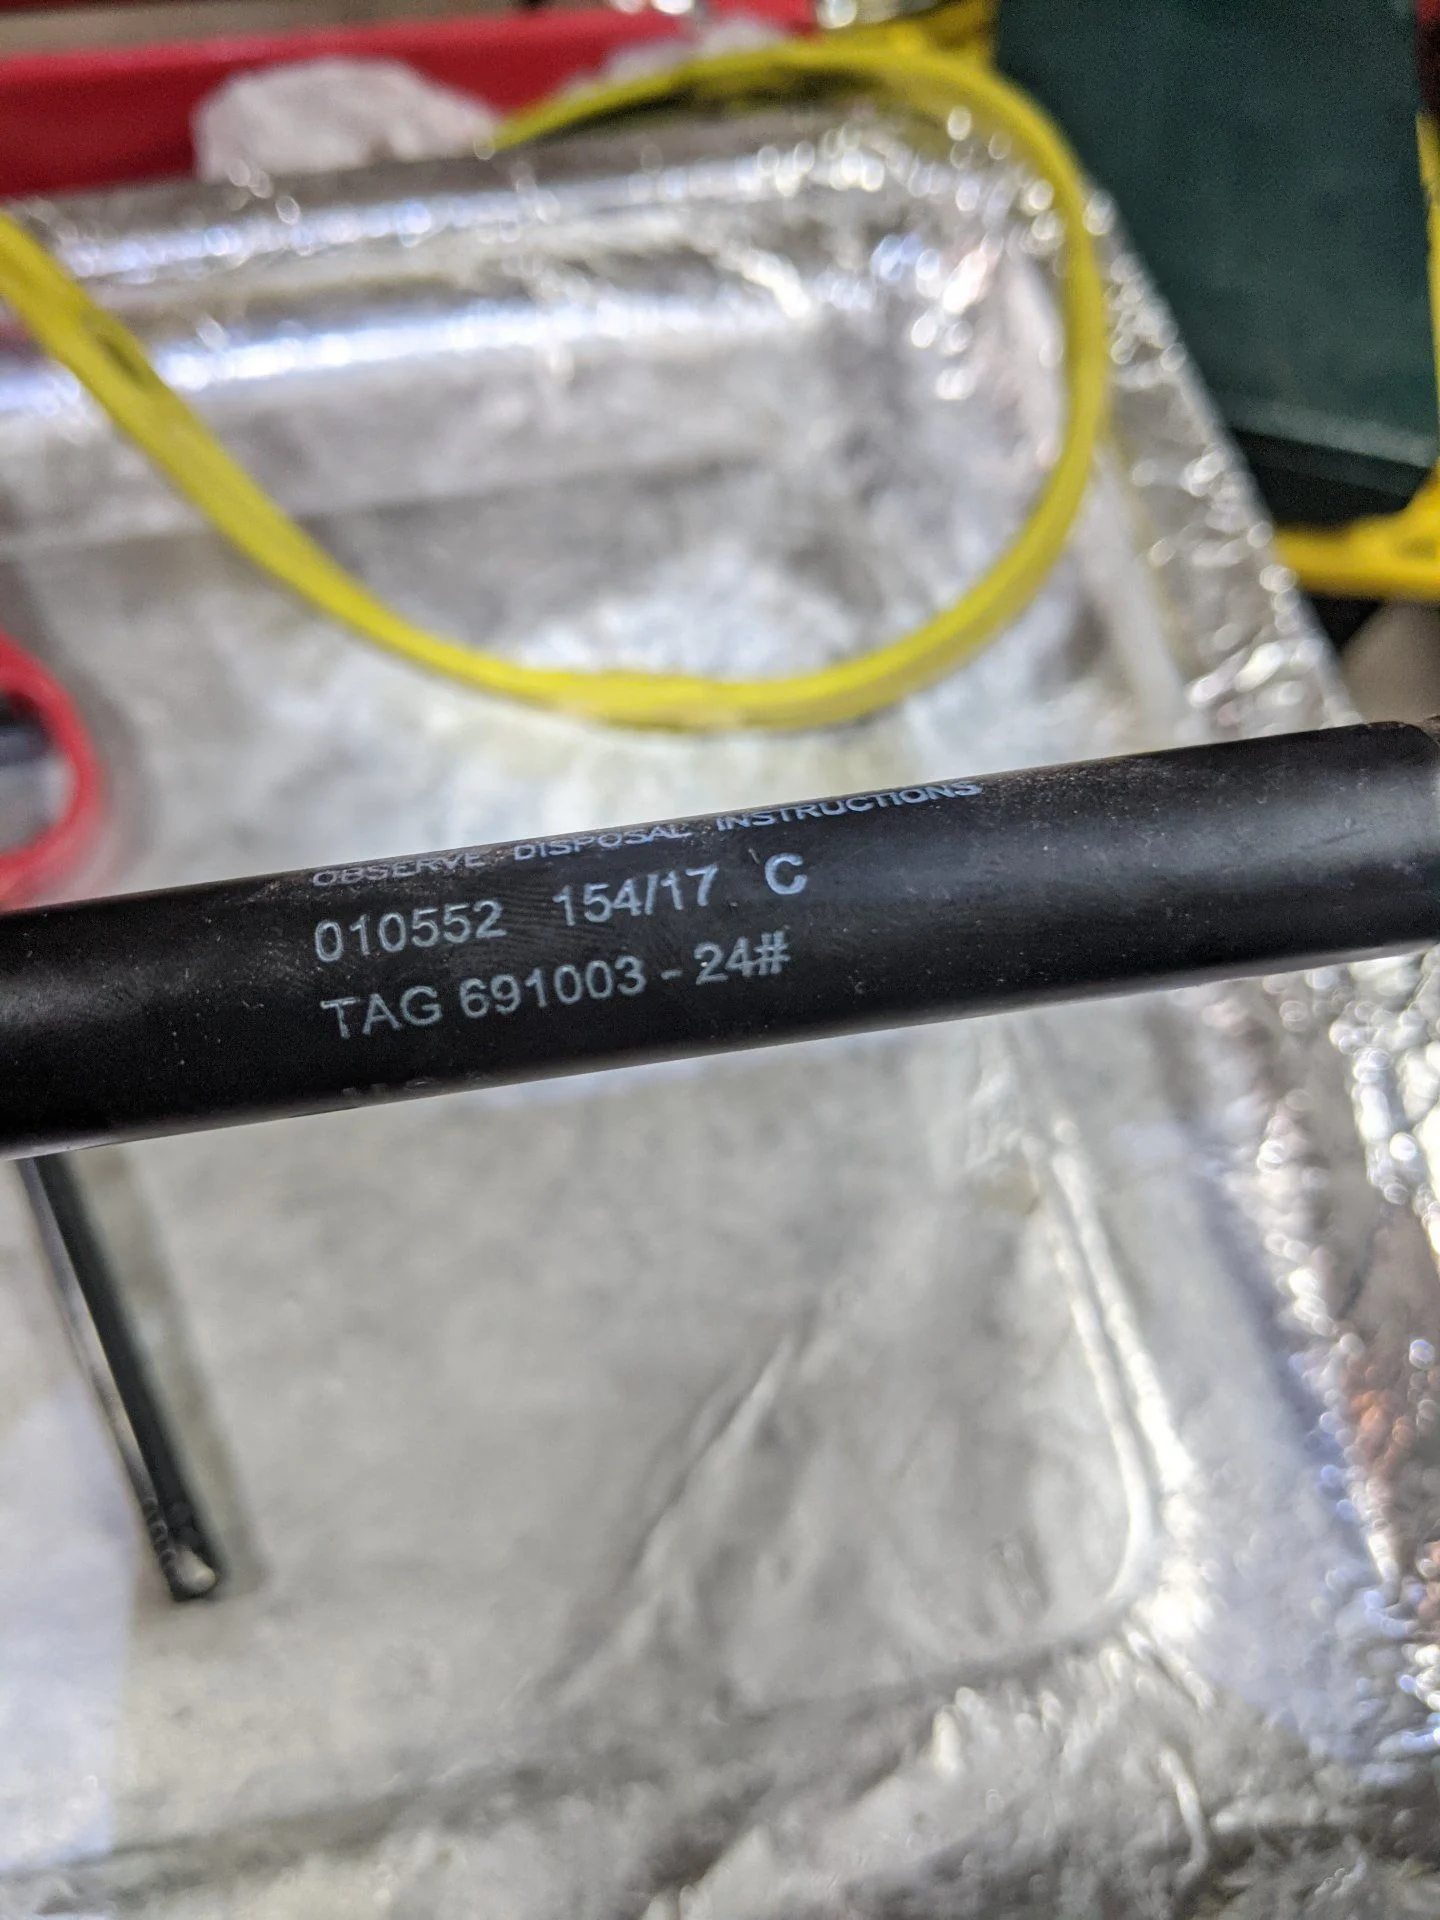 OBSERVE DISPOSAL INSTRUCTIONS
010552 154/17 C
TAG 691003 - 24#